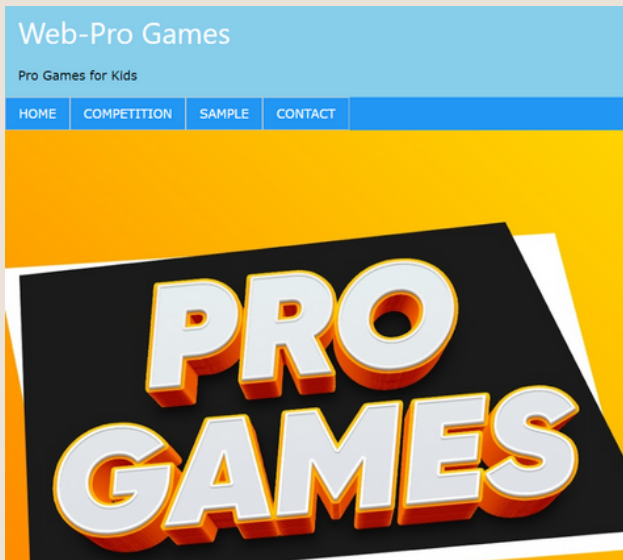 Web-Pro Games
Pro Games for Kids
HOME COMPETITION SAMPLE CONTACT
PRO
GAMES